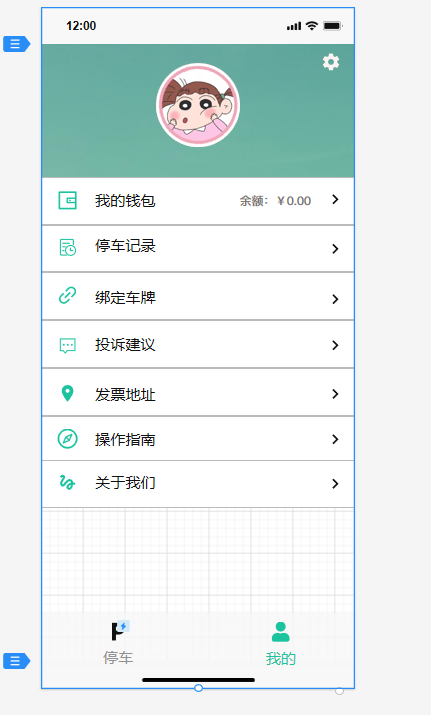 12:00
我的钱包 余额：￥0.00
停车记录
绑定车牌
投诉建议
发票地址
操作指南
关于我们
P
停车 我的